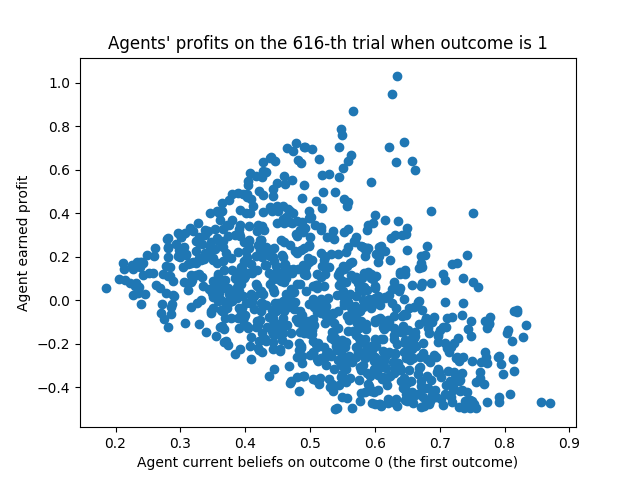 Agents' profits on the 616-th trial when outcome is 1
Agent earned profit
1.0
0.8
0.6
0.4
0.2
0.0
−0.2
−0.4
0.2 0.3 0.4 0.5 0.6 0.7 0.8 0.9
Agent current beliefs on outcome 0 (the first outcome)